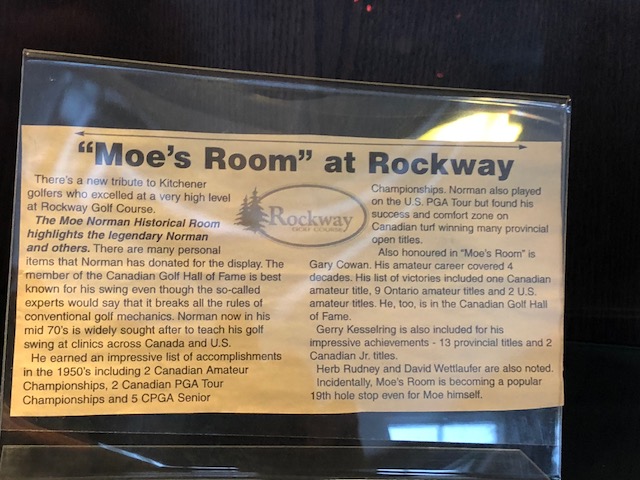 "Moe's Room" at Rockway
There's a new tribute to Kitchener
golfers who excelled at a very high level
at Rockway Golf Course.
The Moe Norman Historical Room
highlights the legendary Norman
and others. There are many personal
items that Norman has donated for the display. The
member of the Canadian Golf Hall of Fame is best
known for his swing even though the so-called
experts would say that it breaks all the rules of
conventional golf mechanics. Norman now in his
mid 70's is widely sought after to teach his golf
swing at clinics across Canada and U.S.
He earned an impressive list of accomplishments
in the 1950's including 2 Canadian Amateur
Championships, 2 Canadian PGA Tour
Championships and 5 CPGA Senior
Rockway
GOLF COURSE
Championships. Norman also played
on the U.S. PGA Tour but found his
success and comfort zone on
Canadian turf winning many provincial
open titles.
Also honoured in "Moe's Room" is
Gary Cowan. His amateur career covered 4
decades. His list of victories included one Canadian
amateur title, 9 Ontario amateur titles and 2 U.S.
amateur titles. He, too, is in the Canadian Golf Hall
of Fame.
Gerry Kesselring is also included for his
impressive achievements - 13 provincial titles and 2
Canadian Jr. titles.
Herb Rudney and David Wettlaufer are also noted.
Incidentally, Moe's Room is becoming a popular
19th hole stop even for Moe himself.